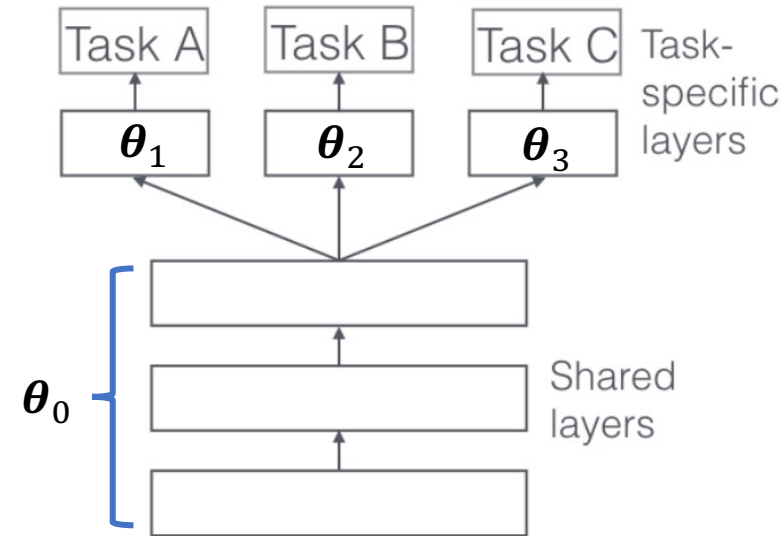 Task A
Task B
Task C
Task-
specific
layers
θ₁
θ₂
θ₃
θ₀
Shared
layers